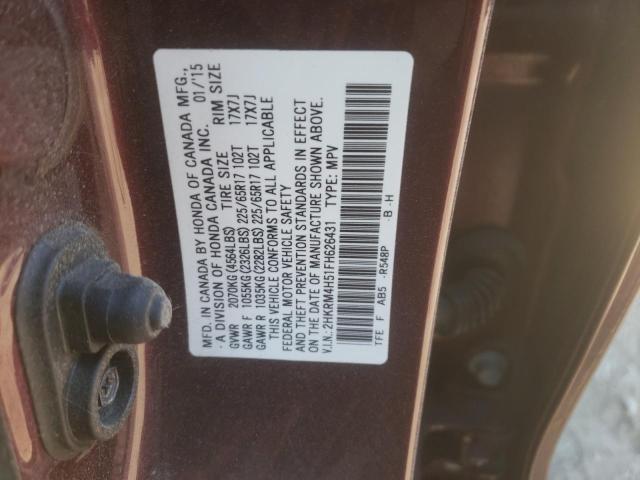 MFD. IN CANADA BY HONDA OF CANADA MFG.,
A DIVISION OF HONDA CANADA INC. 01/15
TIRE SIZE RIM SIZE
GVWR 2070KG(4564LBS)
GAWR F 1055KG(2326LBS) 225/65R17 102T 17X7J
GAWR R 1035KG(2282LBS) 225/65R17 102T 17X7J
THIS VEHICLE CONFORMS TO ALL APPLICABLE
FEDERAL MOTOR VEHICLE SAFETY
AND THEFT PREVENTION STANDARDS IN EFFECT
ON THE DATE OF MANUFACTURE SHOWN ABOVE.
V.I.N.: 2HKRM4H51FH626431 TYPE: MPV
TFE F AB5 -R548P -B -H